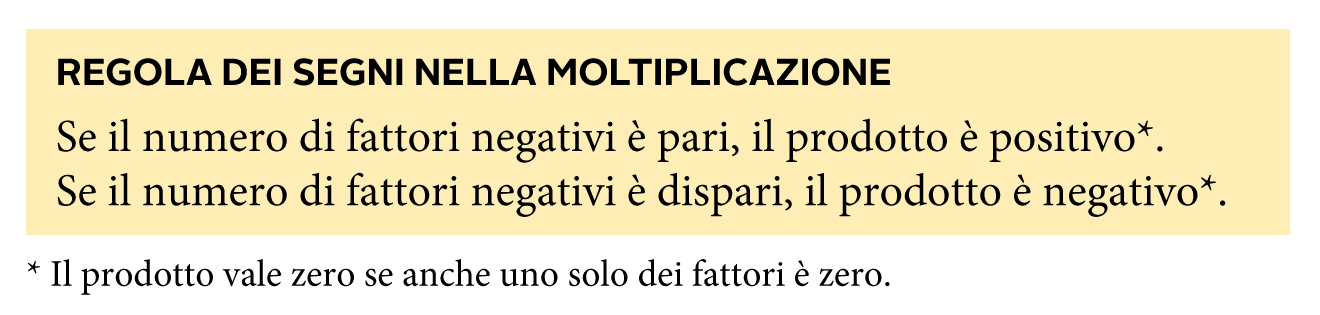 REGOLA DEI SEGNI NELLA MOLTIPLICAZIONE
Se il numero di fattori negativi è pari, il prodotto è positivo*.
Se il numero di fattori negativi è dispari, il prodotto è negativo*.
* Il prodotto vale zero se anche uno solo dei fattori è zero.